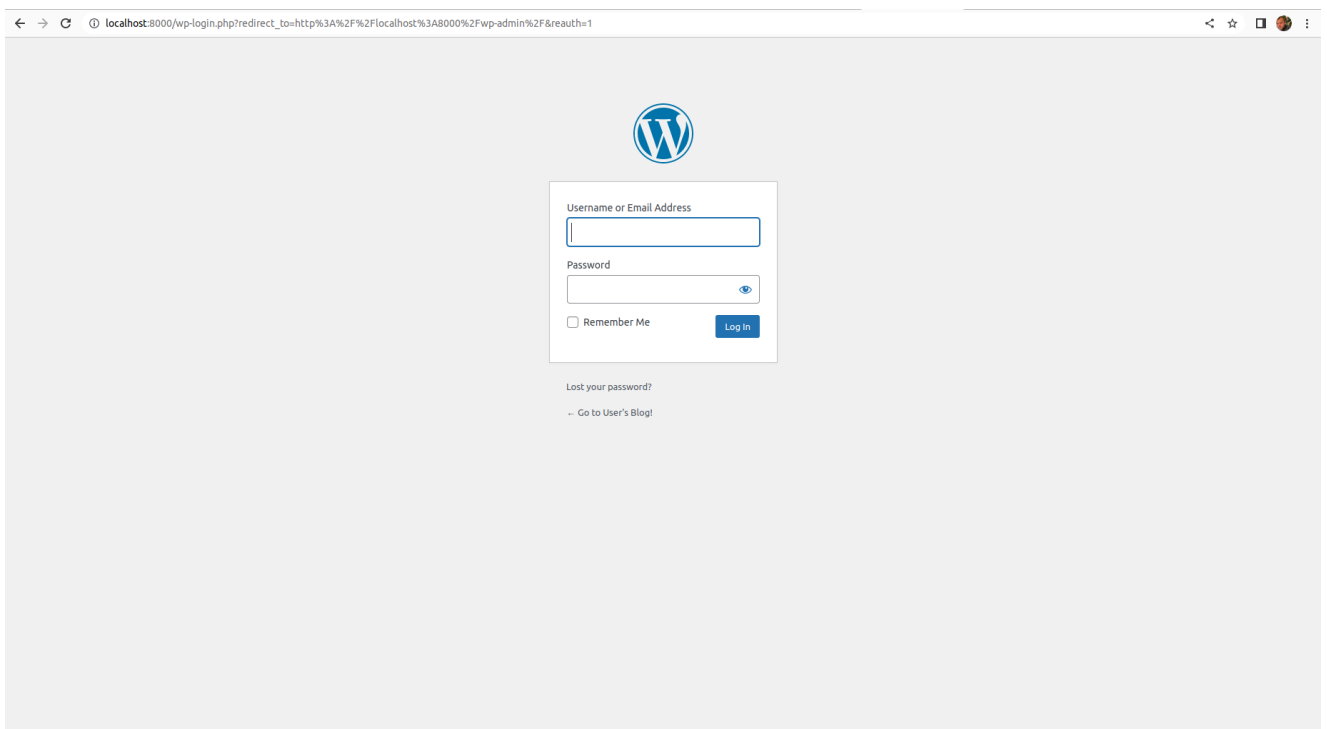 localhost:8000/wp-login.php?redirect_to=http%3A%2F%2Flocalhost%3A8000%2Fwp-admin%2F&reauth=1
Username or Email Address
Password
Remember Me
Log In
Lost your password?
← Go to User's Blog!